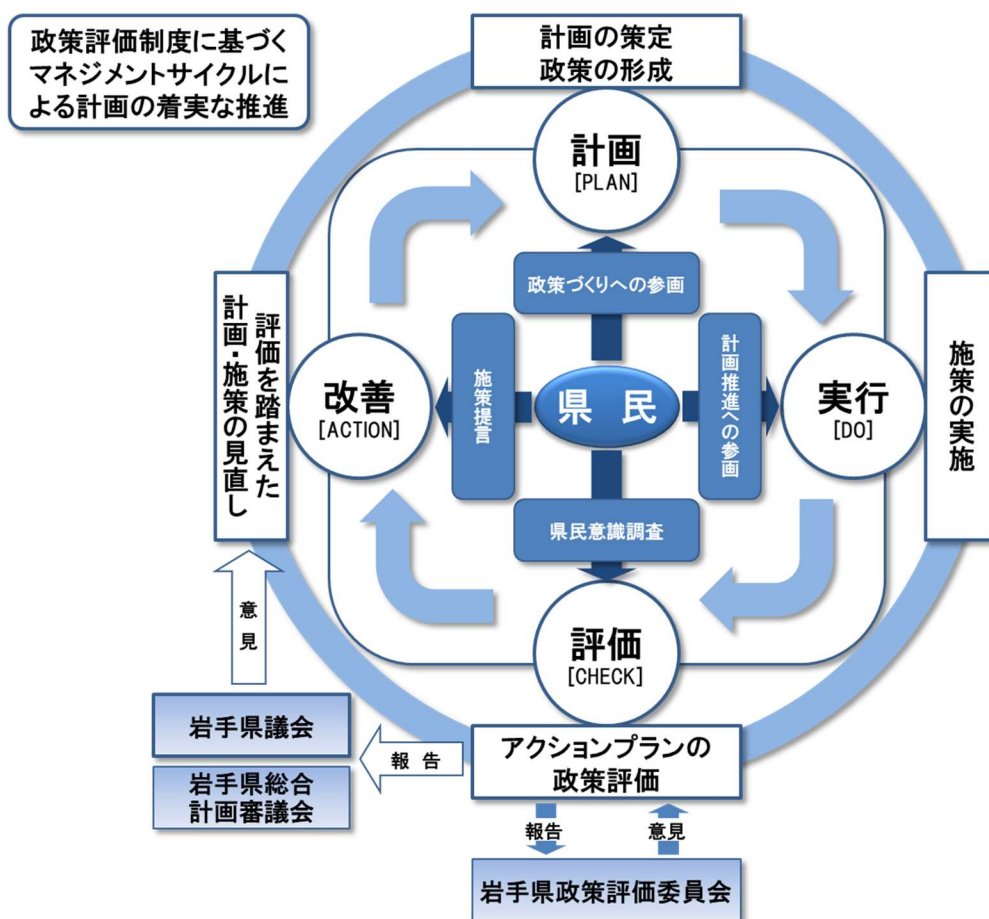 政策評価制度に基づく
マネジメントサイクルに
よる計画の着実な推進
計画の策定
政策の形成
計画
[PLAN]
政策づくりへの参画
評価を踏まえた
計画・施策の見直し
改善
[ACTION]
施策提言
県 民
計画推進への参画
実行
[DO]
施策の実施
県民意識調査
評価
[CHECK]
意見
岩手県議会
岩手県総合
計画審議会
報 告
アクションプランの
政策評価
報告
意見
岩手県政策評価委員会